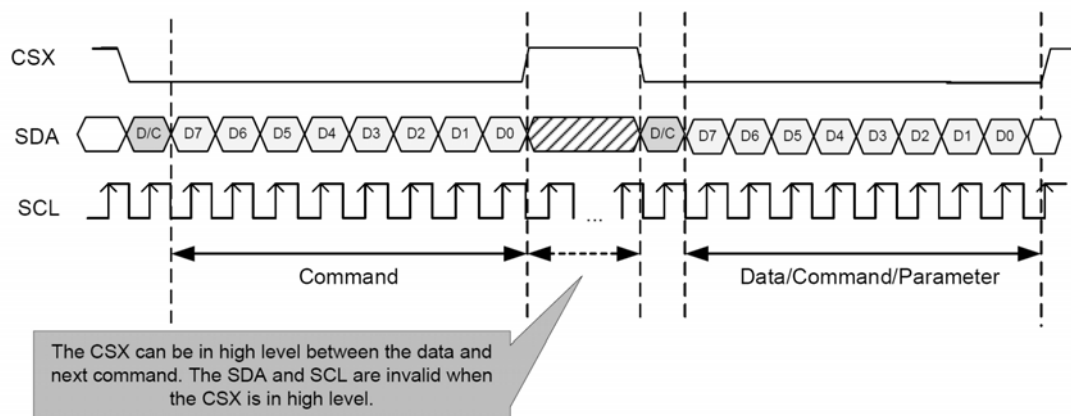 CSX
SDA D/C D7 D6 D5 D4 D3 D2 D1 D0 D/C D7 D6 D5 D4 D3 D2 D1 D0
SCL ...
Command Data/Command/Parameter
The CSX can be in high level between the data and
next command. The SDA and SCL are invalid when
the CSX is in high level.